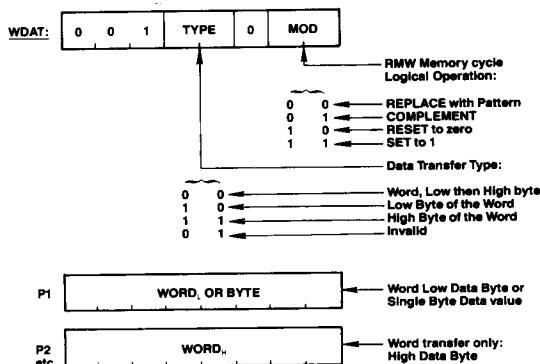 WDAT: 0 0 1 TYPE 0 MOD
RMW Memory cycle
Logical Operation:
0 0 REPLACE with Pattern
0 1 COMPLEMENT
1 0 RESET to zero
1 1 SET to 1
Data Transfer Type:
0 0 Word, Low then High byte
1 0 Low Byte of the Word
1 1 High Byte of the Word
0 1 Invalid
P1 WORDL OR BYTE Word Low Data Byte or
Single Byte Data value
P2 WORDH Word transfer only:
etc High Data Byte